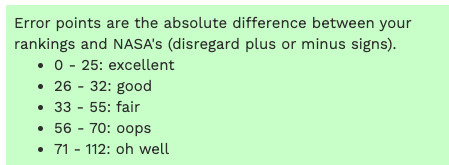 Error points are the absolute difference between your
rankings and NASA's (disregard plus or minus signs).
• 0 - 25: excellent
• 26 - 32: good
• 33 - 55: fair
• 56 - 70: oops
• 71 - 112: oh well